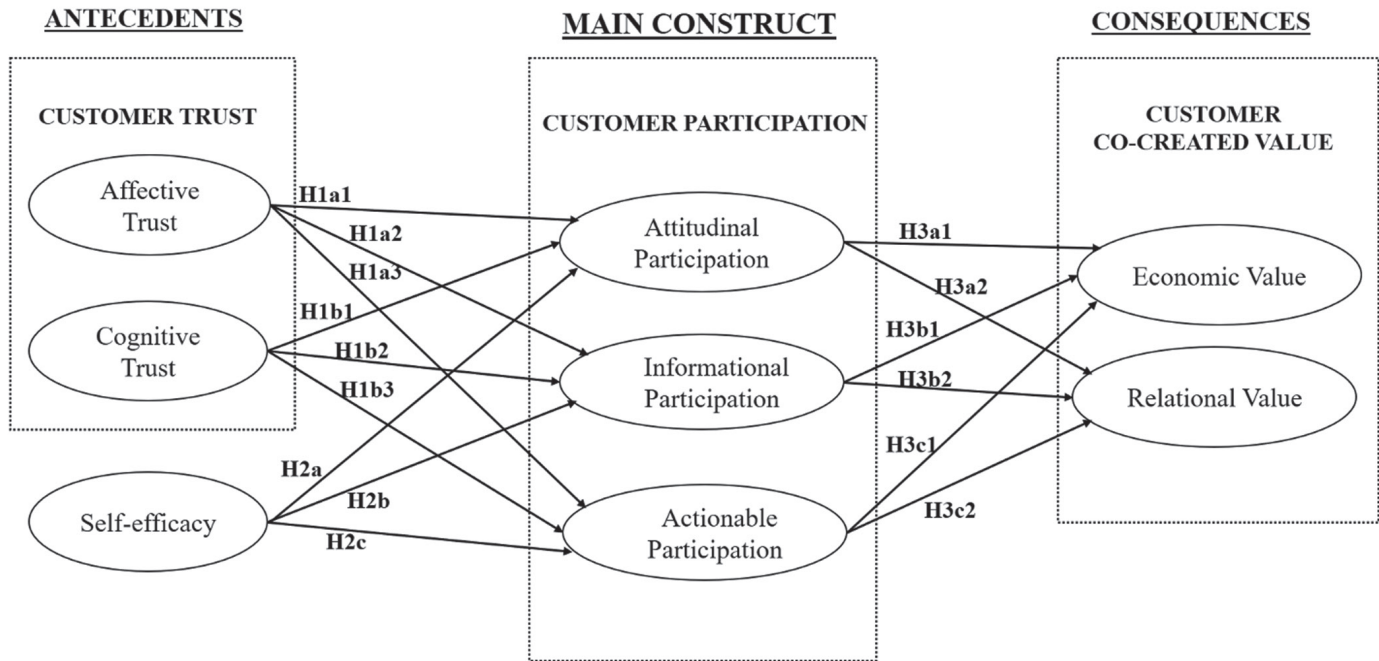 ANTECEDENTS
MAIN CONSTRUCT
CONSEQUENCES
CUSTOMER TRUST
CUSTOMER PARTICIPATION
CUSTOMER
CO-CREATED VALUE
Affective
Trust
Cognitive
Trust
Self-efficacy
H1a1
H1a2
H1a3
H1b1
H1b2
H1b3
H2a
H2b
H2c
Attitudinal
Participation
Informational
Participation
Actionable
Participation
H3a1
H3a2
H3b1
H3b2
H3c1
H3c2
Economic Value
Relational Value